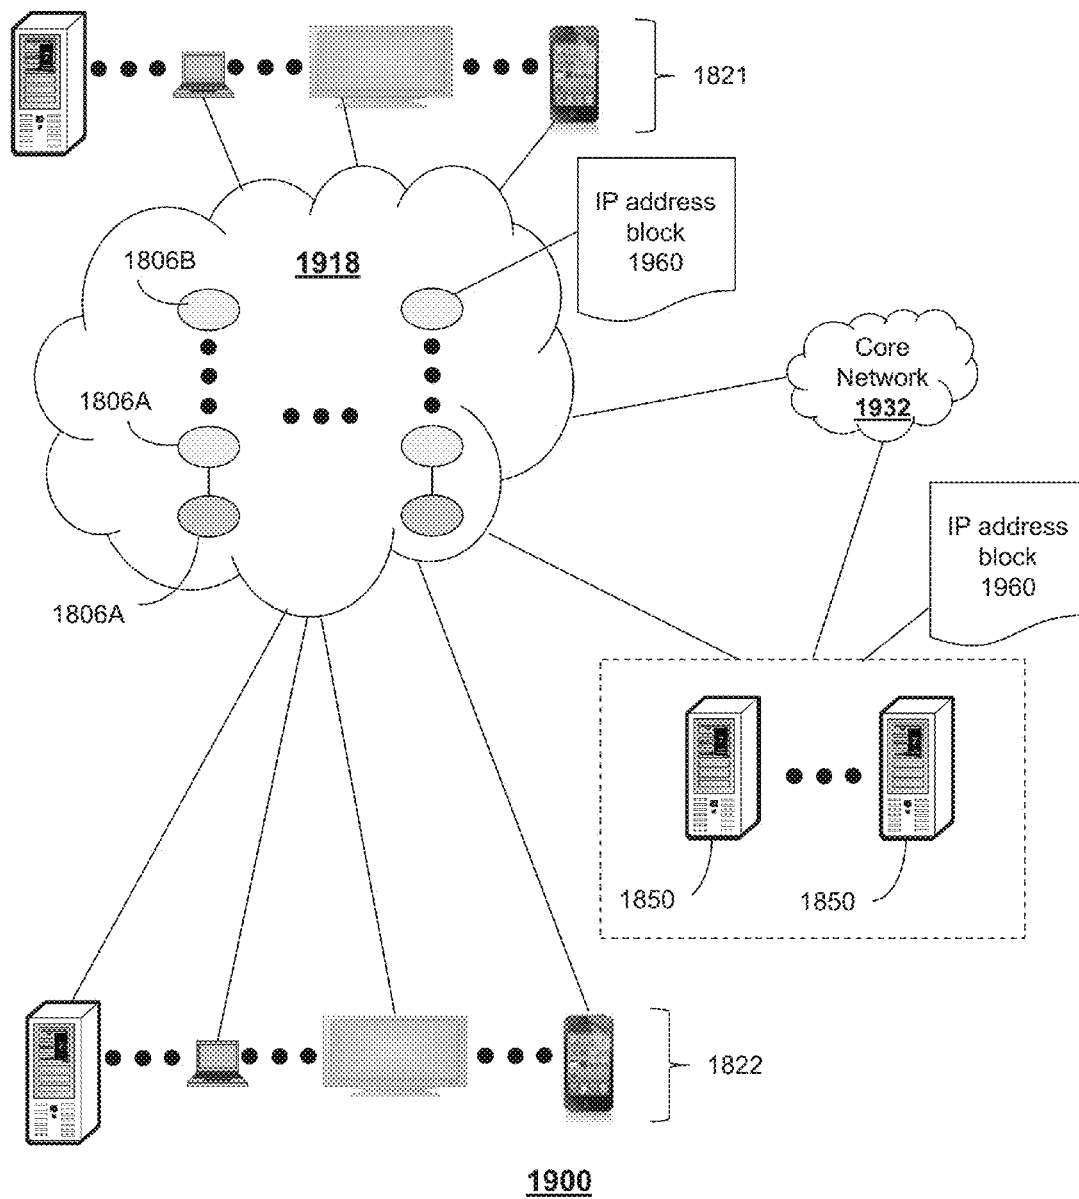 1821
IP address
block
1960
1918
1806B
Core
Network
1932
1806A
IP address
block
1960
1806A
1850
1850
1822
1900